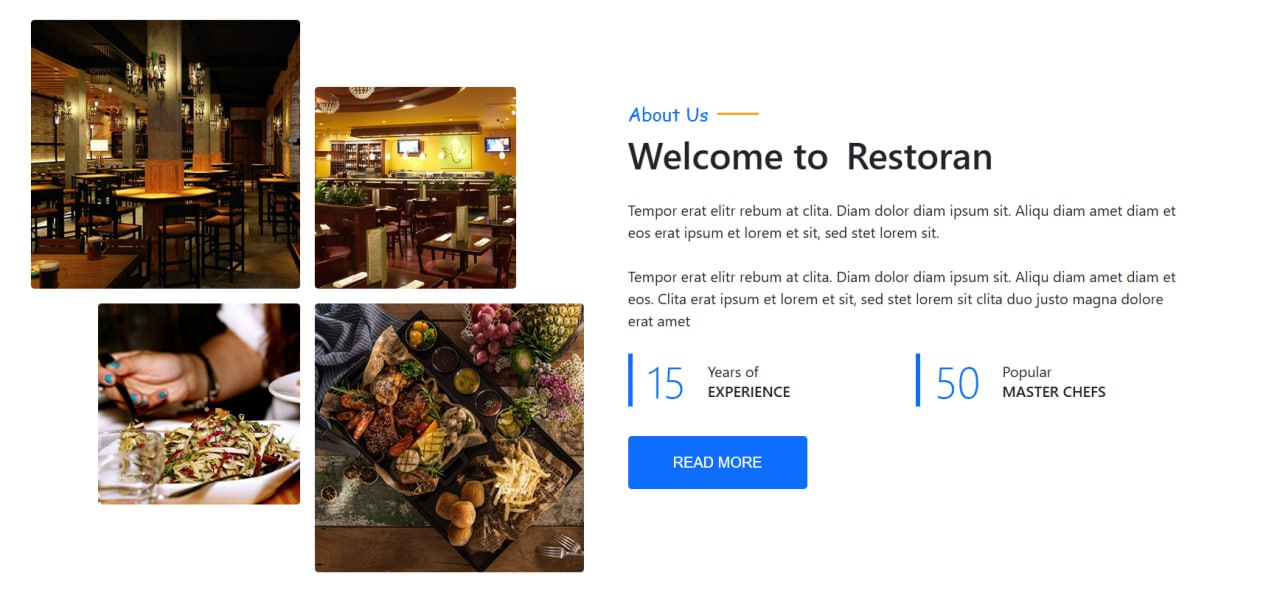 About Us
Welcome to Restoran
Tempor erat elitr rebum at clita. Diam dolor diam ipsum sit. Aliqu diam amet diam et
eos erat ipsum et lorem et sit, sed stet lorem sit.
Tempor erat elitr rebum at clita. Diam dolor diam ipsum sit. Aliqu diam amet diam et
eos. Clita erat ipsum et lorem et sit, sed stet lorem sit clita duo justo magna dolore
erat amet
15
Years of
EXPERIENCE
50
Popular
MASTER CHEFS
READ MORE